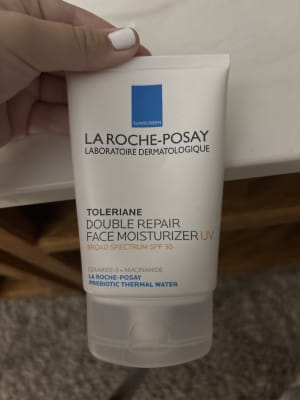 SUNSCREEN
LA ROCHE-POSAY
LABORATOIRE DERMATOLOGIQUE
TOLERIANE
DOUBLE REPAIR
FACE MOISTURIZER UV
BROAD SPECTRUM SPF 30
CERAMIDE-3 + NIACINAMIDE
LA ROCHE-POSAY
PREBIOTIC THERMAL WATER